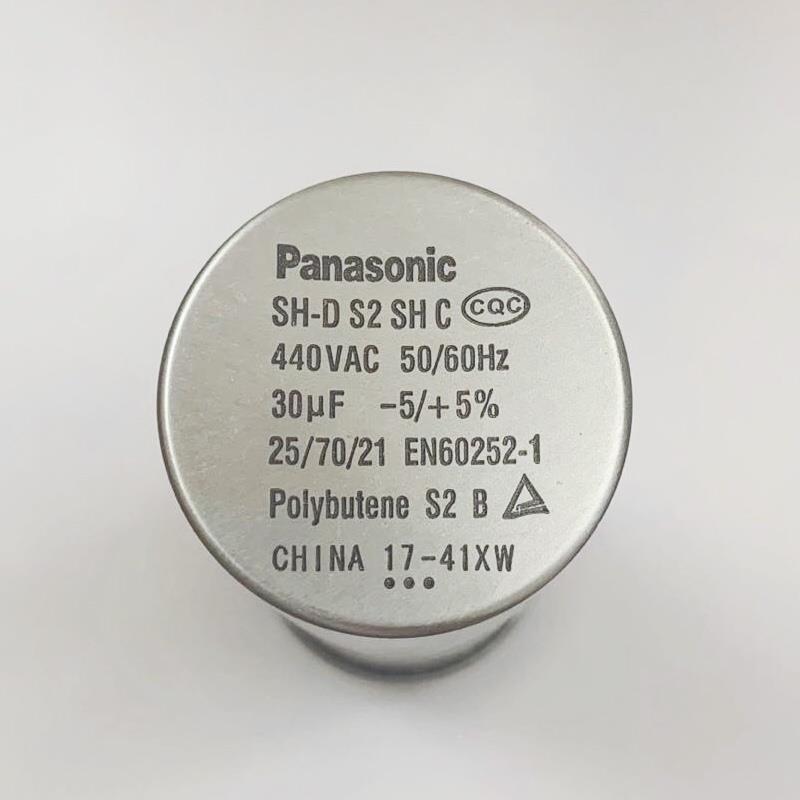 Panasonic
SH-D S2 SH C CQC
440VAC 50/60Hz
30µF -5/+5%
25/70/21 EN60252-1
Polybutene S2 B
CHINA 17-41XW